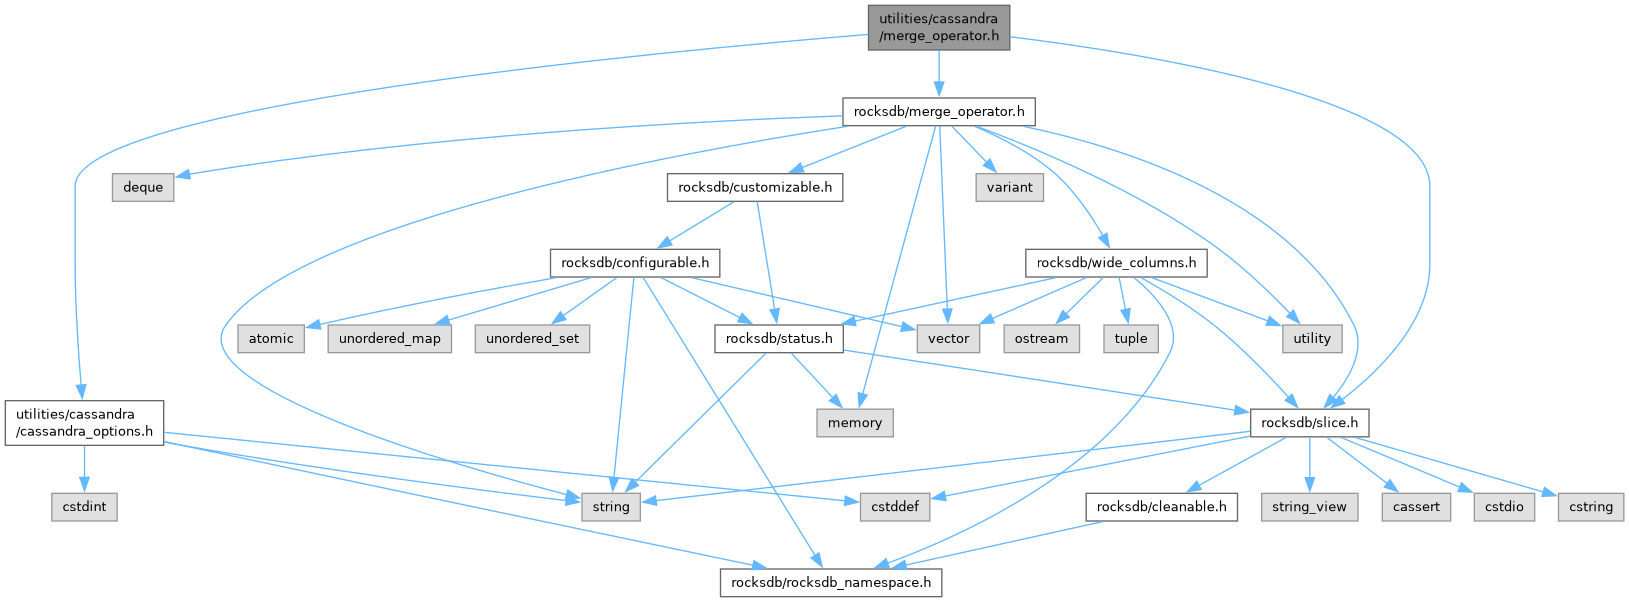 utilities/cassandra
/merge_operator.h
rocksdb/merge_operator.h
deque
rocksdb/customizable.h
variant
rocksdb/configurable.h
rocksdb/wide_columns.h
atomic
unordered_map
unordered_set
rocksdb/status.h
vector
ostream
tuple
utility
utilities/cassandra
/cassandra_options.h
memory
rocksdb/slice.h
cstdint
string
cstddef
rocksdb/cleanable.h
string_view
cassert
cstdio
cstring
rocksdb/rocksdb_namespace.h